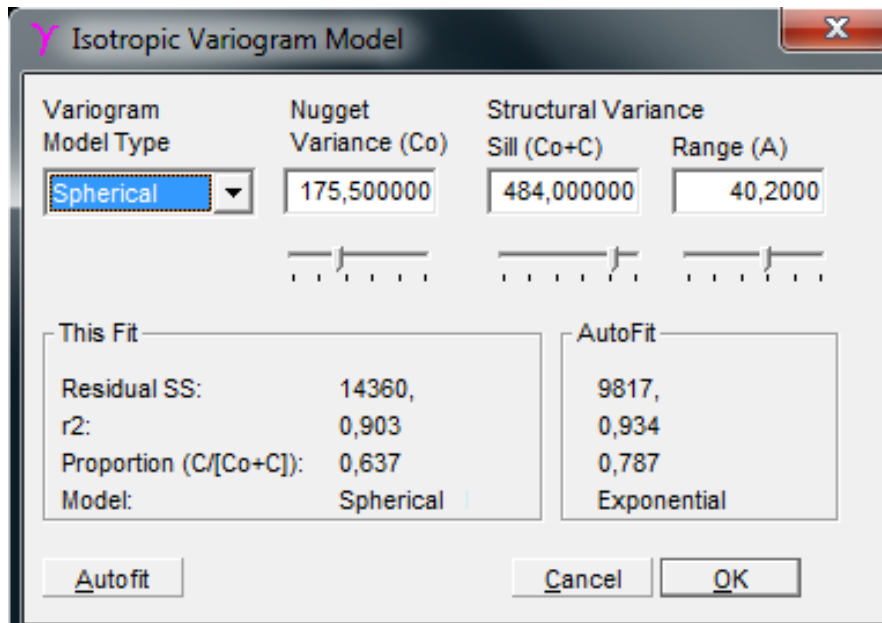 γ Isotropic Variogram Model X
Variogram Nugget Structural Variance
Model Type Variance (Co) Sill (Co+C) Range (A)
Spherical 175,500000 484,000000 40,2000
This Fit AutoFit
Residual SS: 14360, 9817,
r2: 0,903 0,934
Proportion (C/[Co+C]): 0,637 0,787
Model: Spherical Exponential
Autofit Cancel OK